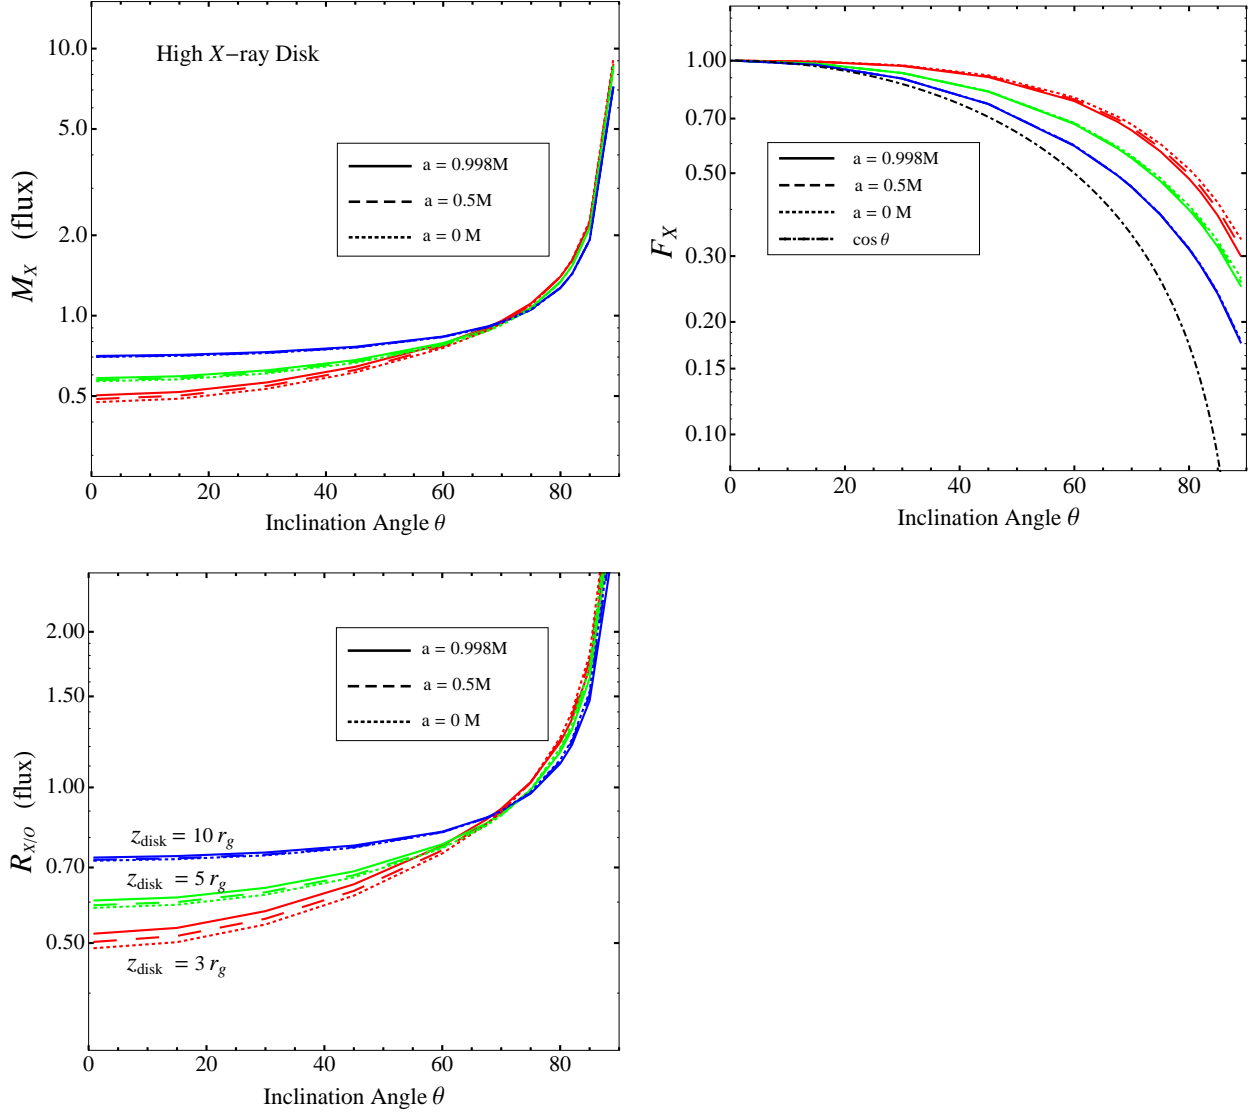 High X−ray Disk
M_X (flux)
10.0
5.0
2.0
1.0
0.5
a = 0.998M
a = 0.5M
a = 0 M
0 20 40 60 80
Inclination Angle θ
F_X
1.00
0.70
0.50
0.30
0.20
0.15
0.10
a = 0.998M
a = 0.5M
a = 0 M
cos θ
0 20 40 60 80
Inclination Angle θ
R_{X/O} (flux)
2.00
1.50
1.00
0.70
0.50
a = 0.998M
a = 0.5M
a = 0 M
z_disk = 10 r_g
z_disk = 5 r_g
z_disk = 3 r_g
0 20 40 60 80
Inclination Angle θ